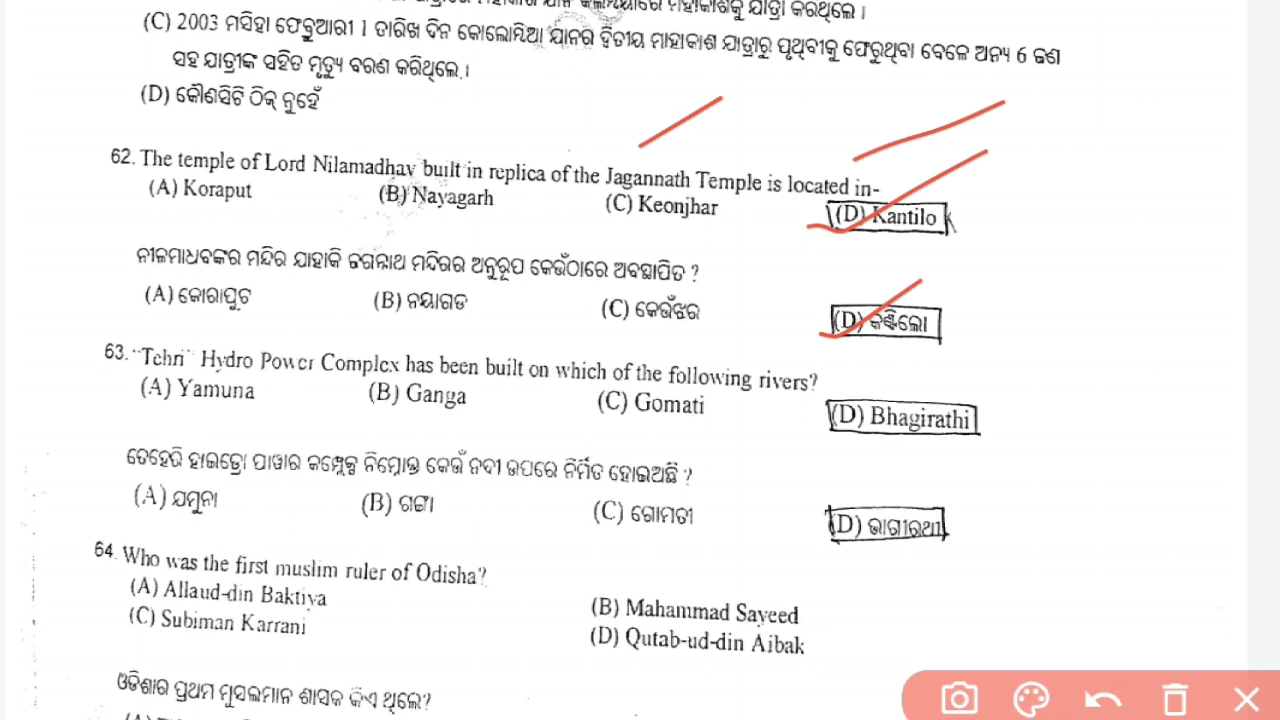 ମହାକାଶକୁ ଯାତ୍ରା କରଥିଲେ ।
(C) 2003 ମସିହା ଫେବୃଆରୀ 1 ତାରିଖ ଦିନ କୋଲୋମ୍ବିଆ ଯାନର ଦ୍ୱିତୀୟ ମାହାକାଶ ଯାତ୍ରାରୁ ପୃଥିବୀକୁ ଫେରୁଥିବା ବେଳେ ଅନ୍ୟ 6 ଜଣ
ସହ ଯାତ୍ରୀଙ୍କ ସହିତ ମୃତ୍ୟୁ ବରଣ କରିଥିଲେ.।
(D) କୌଣସିଟି ଠିକ୍ ନୁହେଁ
62. The temple of Lord Nilamadhav built in replica of the Jagannath Temple is located in-
(A) Koraput (B) Nayagarh (C) Keonjhar (D) Kantilo
ନୀଳମାଧବଙ୍କର ମନ୍ଦିର ଯାହାକି ଜଗନ୍ନାଥ ମନ୍ଦିରର ଅନୁରୂପ କେଉଁଠାରେ ଅବସ୍ଥାପିତ ?
(A) କୋରାପୁଟ (B) ନୟାଗଡ (C) କେଉଁଝର (D) କଣ୍ଟିଲୋ
63. "Tehri" Hydro Power Complex has been built on which of the following rivers?
(A) Yamuna (B) Ganga (C) Gomati (D) Bhagirathi
ତେହେରି ହାଇଡ୍ରୋ ପାୱାର କମ୍ପ୍ଲେକ୍ସ ନିମ୍ନୋକ୍ତ କେଉଁ ନଦୀ ଉପରେ ନିର୍ମିତ ହୋଇଅଛି ?
(A) ଯମୁନା (B) ଗଙ୍ଗା (C) ଗୋମତୀ (D) ଭାଗୀରଥୀ
64. Who was the first muslim ruler of Odisha?
(A) Allaud-din Baktiya (B) Mahammad Sayeed
(C) Subiman Karrani (D) Qutab-ud-din Aibak
ଓଡିଶାର ପ୍ରଥମ ମୁସଲମାନ ଶାସକ କିଏ ଥିଲେ?